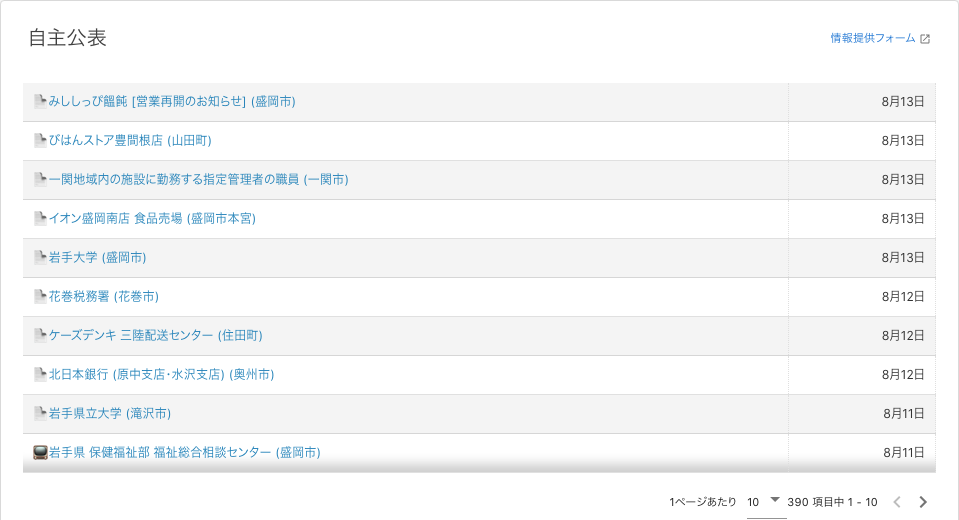 自主公表
情報提供フォーム
みししっぴ饂飩 [営業再開のお知らせ] (盛岡市) 8月13日
びはんストア豊間根店 (山田町) 8月13日
一関地域内の施設に勤務する指定管理者の職員 (一関市) 8月13日
イオン盛岡南店 食品売場 (盛岡市本宮) 8月13日
岩手大学 (盛岡市) 8月13日
花巻税務署 (花巻市) 8月12日
ケーズデンキ 三陸配送センター (住田町) 8月12日
北日本銀行 (原中支店･水沢支店) (奥州市) 8月12日
岩手県立大学 (滝沢市) 8月11日
岩手県 保健福祉部 福祉総合相談センター (盛岡市) 8月11日
1ページあたり 10 390 項目中 1 - 10